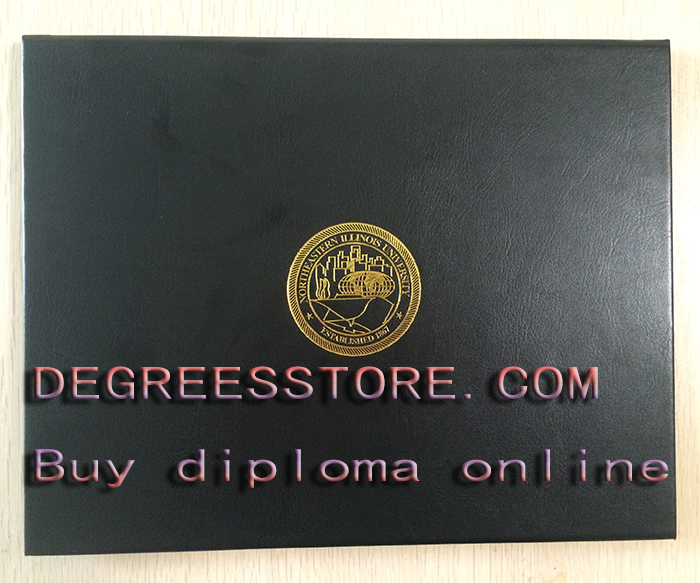 NORTHEASTERN ILLINOIS UNIVERSITY
ESTABLISHED 1867
DEGREESSTORE. COM
Buy diploma online